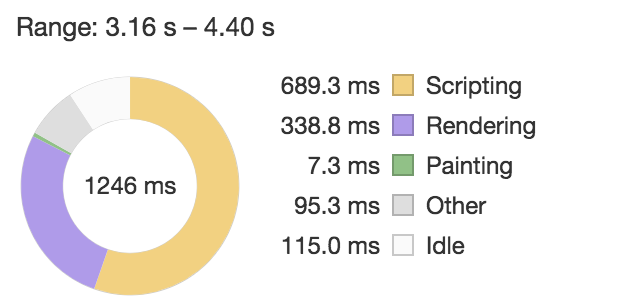 Range: 3.16 s – 4.40 s
1246 ms
689.3 ms Scripting
338.8 ms Rendering
7.3 ms Painting
95.3 ms Other
115.0 ms Idle